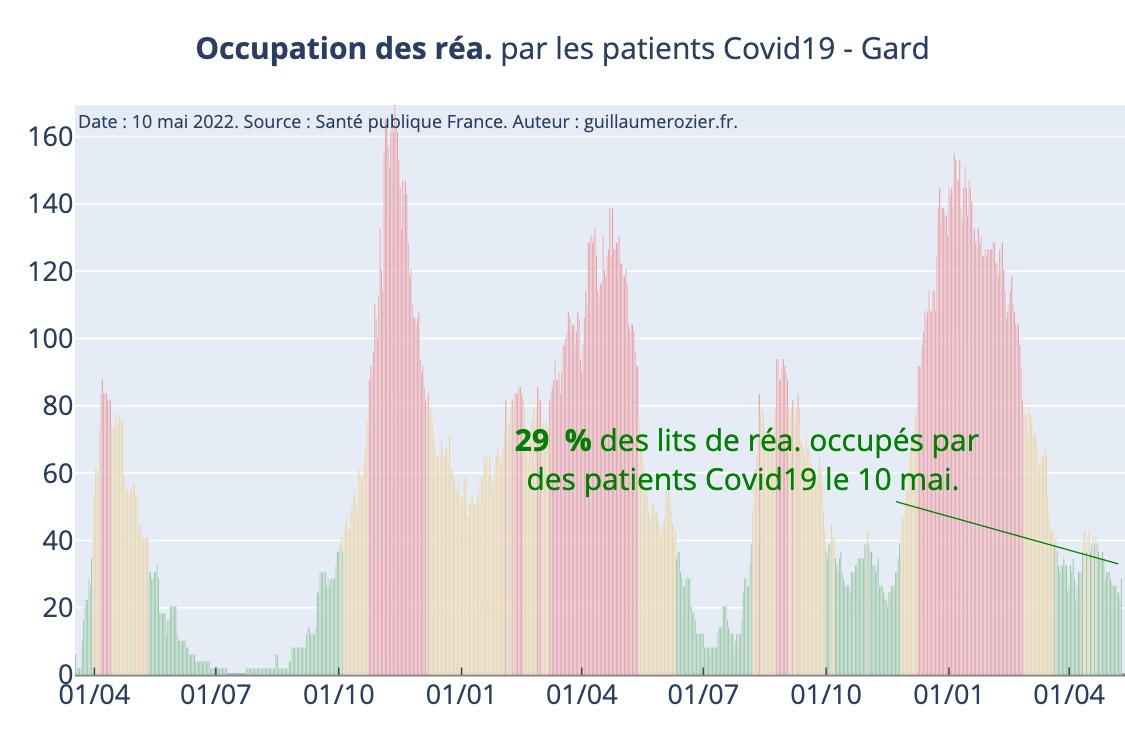 Occupation des réa. par les patients Covid19 - Gard
Date : 10 mai 2022. Source : Santé publique France. Auteur : guillaumerozier.fr.
160
140
120
100
80
60
40
20
0
29 % des lits de réa. occupés par
des patients Covid19 le 10 mai.
01/04 01/07 01/10 01/01 01/04 01/07 01/10 01/01 01/04